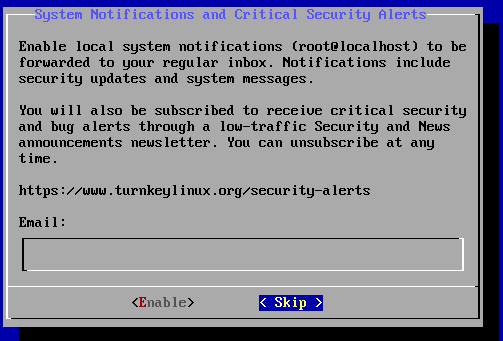 System Notifications and Critical Security Alerts
Enable local system notifications (root@localhost) to be
forwarded to your regular inbox. Notifications include
security updates and system messages.
You will also be subscribed to receive critical security
and bug alerts through a low-traffic Security and News
announcements newsletter. You can unsubscribe at any
time.
https://www.turnkeylinux.org/security-alerts
Email:
<Enable> < Skip >